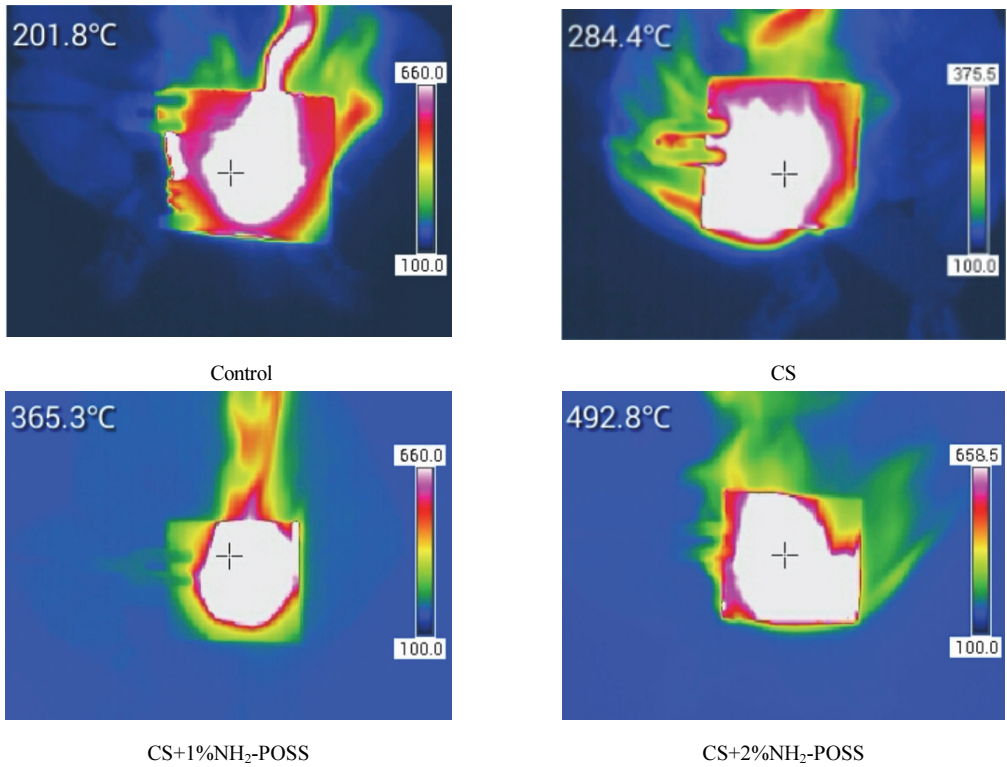 201.8°C
660.0
100.0
Control
284.4°C
375.5
100.0
CS
365.3°C
660.0
100.0
CS+1%NH₂-POSS
492.8°C
658.5
100.0
CS+2%NH₂-POSS